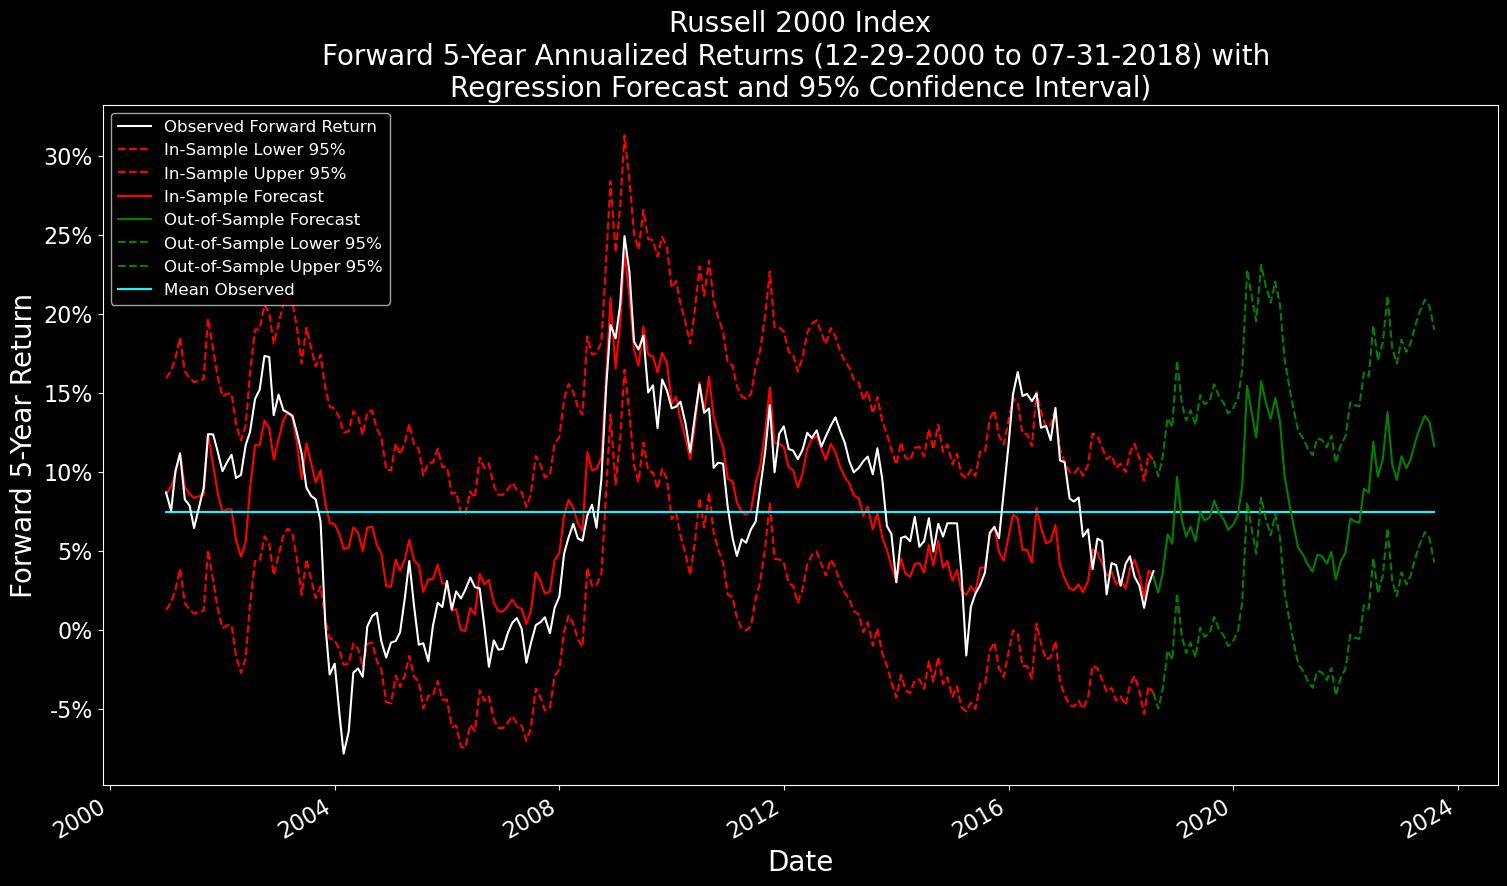 Russell 2000 Index
Forward 5-Year Annualized Returns (12-29-2000 to 07-31-2018) with
Regression Forecast and 95% Confidence Interval)
Observed Forward Return
In-Sample Lower 95%
In-Sample Upper 95%
In-Sample Forecast
Out-of-Sample Forecast
Out-of-Sample Lower 95%
Out-of-Sample Upper 95%
Mean Observed
Forward 5-Year Return
30%
25%
20%
15%
10%
5%
0%
-5%
2000
2004
2008
2012
2016
2020
2024
Date